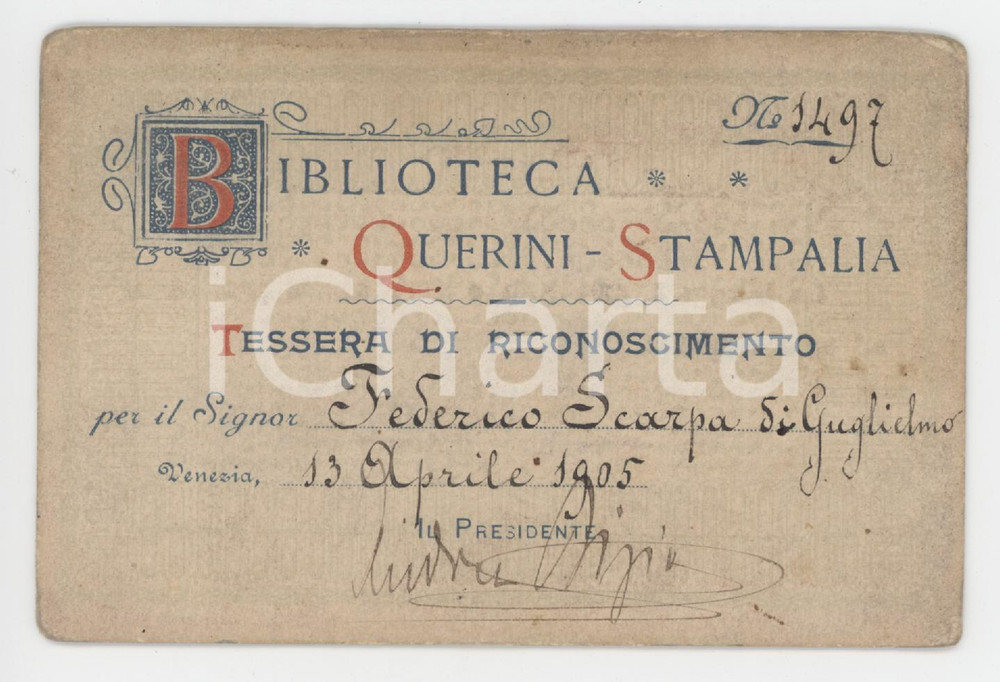 Nº 1497
BIBLIOTECA * *
* QUERINI - STAMPALIA
TESSERA DI RICONOSCIMENTO
per il Signor Federico Scarpa di Guglielmo
Venezia, 13 Aprile 1905
IL PRESIDENTE
iCharta